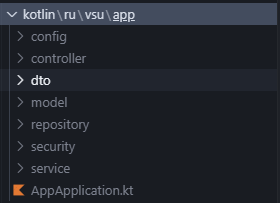 kotlin\ru\vsu\app
config
controller
dto
model
repository
security
service
AppApplication.kt